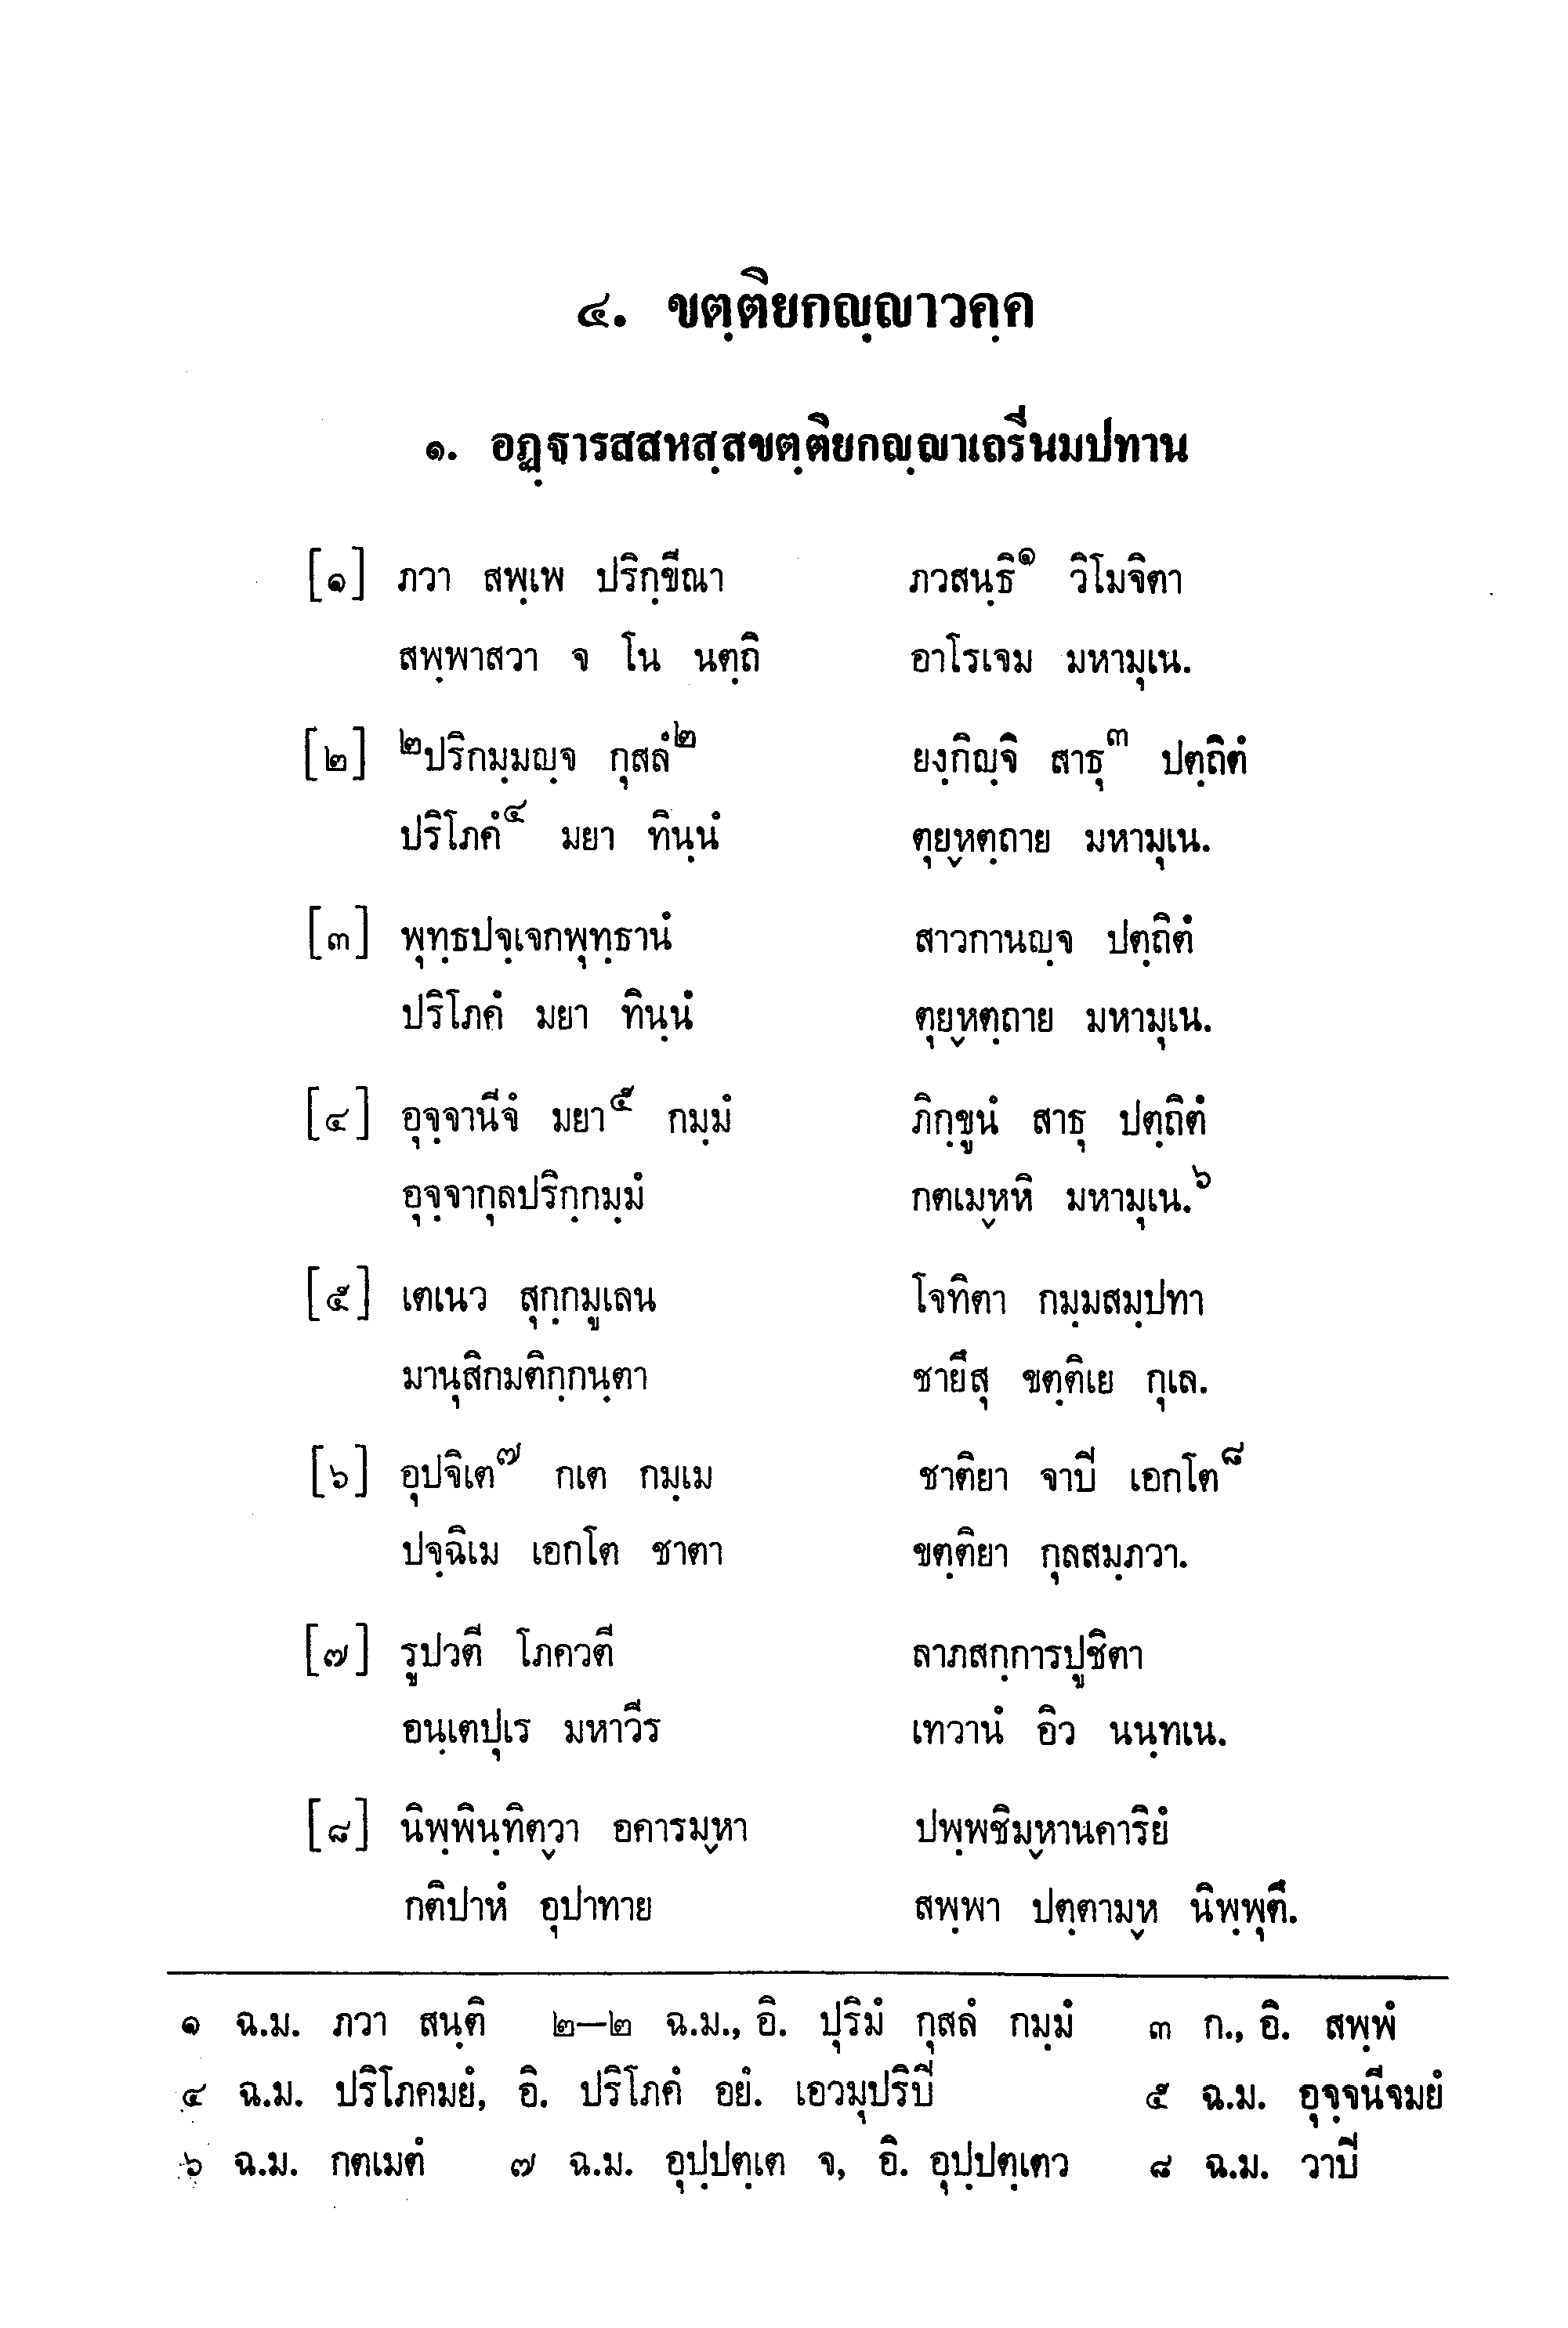 ๔. ขตฺติยกญฺญาวคฺค
๑. อฏฺฐารสสหสฺสขตฺติยกญฺญาเถรีนมปทาน
[๑] ภวา สพฺเพ ปริกฺขีณา ภวสนฺธิ๑ วิโมจิตา
สพฺพาสวา จ โน นตฺถิ อาโรเจม มหามุเน.
[๒] ๒ปริกมฺมญฺจ กุสลํ๒ ยงฺกิญฺจิ สาธุ๓ ปตฺถิตํ
ปริโภคํ๔ มยา ทินฺนํ ตุยฺหตฺถาย มหามุเน.
[๓] พุทฺธปจฺเจกพุทฺธานํ สาวกานญฺจ ปตฺถิตํ
ปริโภคํ มยา ทินฺนํ ตุยฺหตฺถาย มหามุเน.
[๔] อุจฺจานีจํ มยา๕ กมฺมํ ภิกฺขูนํ สาธุ ปตฺถิตํ
อุจฺจากุลปริกฺกมฺมํ กตเมฺหหิ มหามุเน.๖
[๕] เตเนว สุกฺกมูเลน โจทิตา กมฺมสมฺปทา
มานุสิกมติกฺกนฺตา ชายึสุ ขตฺติเย กุเล.
[๖] อุปจิเต๗ กเต กมฺเม ชาติยา จาปิ เอกโต๘
ปจฺฉิเม เอกโต ชาตา ขตฺติยา กุลสมฺภวา.
[๗] รูปวตี โภควตี ลาภสกฺการปูชิตา
อนฺเตปุเร มหาวีร เทวานํ อิว นนฺทเน.
[๘] นิพฺพินฺทิตฺวา อคารมฺหา ปพฺพชิมฺหานคาริยํ
กติปาหํ อุปาทาย สพฺพา ปตฺตามฺห นิพฺพุตึ.
๑ ฉ.ม. ภวา สนฺติ ๒—๒ ฉ.ม., อิ. ปุริมํ กุสลํ กมฺมํ ๓ ก., อิ. สพฺพํ
๔ ฉ.ม. ปริโภคมยํ, อิ. ปริโภคํ อยํ. เอวมุปริปิ ๕ ฉ.ม. อุจฺจนีจมยํ
๖ ฉ.ม. กตเมตํ ๗ ฉ.ม. อุปฺปตฺเต จ, อิ. อุปฺปตฺเตว ๘ ฉ.ม. วาปิ